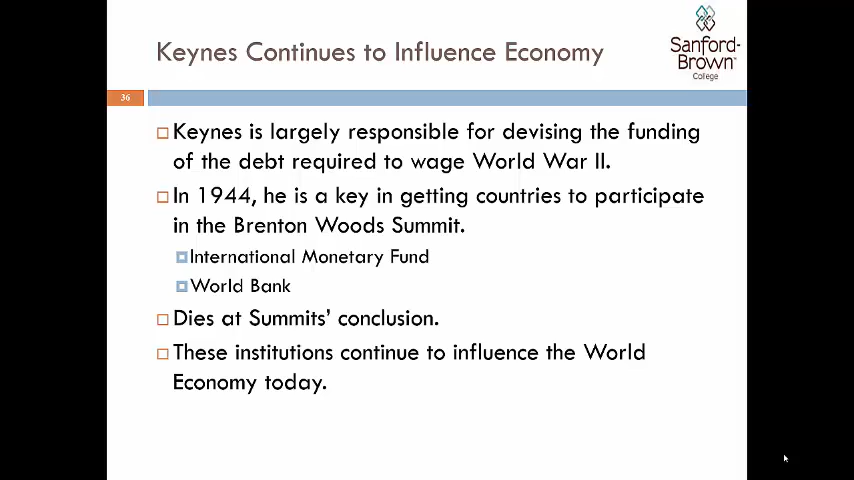 Keynes Continues to Influence Economy
Sanford-
Brown™
College
36
Keynes is largely responsible for devising the funding
of the debt required to wage World War II.
In 1944, he is a key in getting countries to participate
in the Brenton Woods Summit.
International Monetary Fund
World Bank
Dies at Summits’ conclusion.
These institutions continue to influence the World
Economy today.